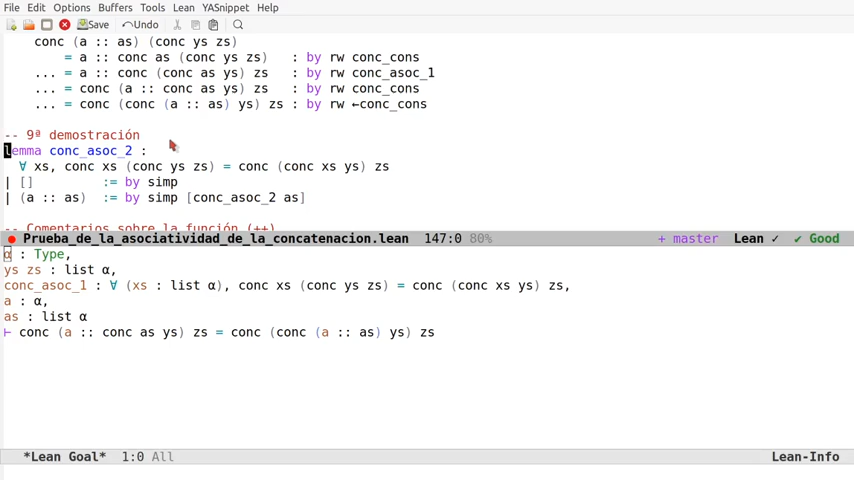 File Edit Options Buffers Tools Lean YASnippet Help
Save Undo
conc (a :: as) (conc ys zs)
= a :: conc as (conc ys zs) : by rw conc_cons
... = a :: conc (conc as ys) zs : by rw conc_asoc_1
... = conc (a :: conc as ys) zs : by rw conc_cons
... = conc (conc (a :: as) ys) zs : by rw ←conc_cons
-- 9ª demostración
lemma conc_asoc_2 :
∀ xs, conc xs (conc ys zs) = conc (conc xs ys) zs
| [] := by simp
| (a :: as) := by simp [conc_asoc_2 as]
-- Comentarios sobre la función (++)
Prueba_de_la_asociatividad_de_la_concatenacion.lean 147:0 80% + master Lean ✓ ✔ Good
α : Type,
ys zs : list α,
conc_asoc_1 : ∀ (xs : list α), conc xs (conc ys zs) = conc (conc xs ys) zs,
a : α,
as : list α
⊢ conc (a :: conc as ys) zs = conc (conc (a :: as) ys) zs
*Lean Goal* 1:0 All Lean-Info